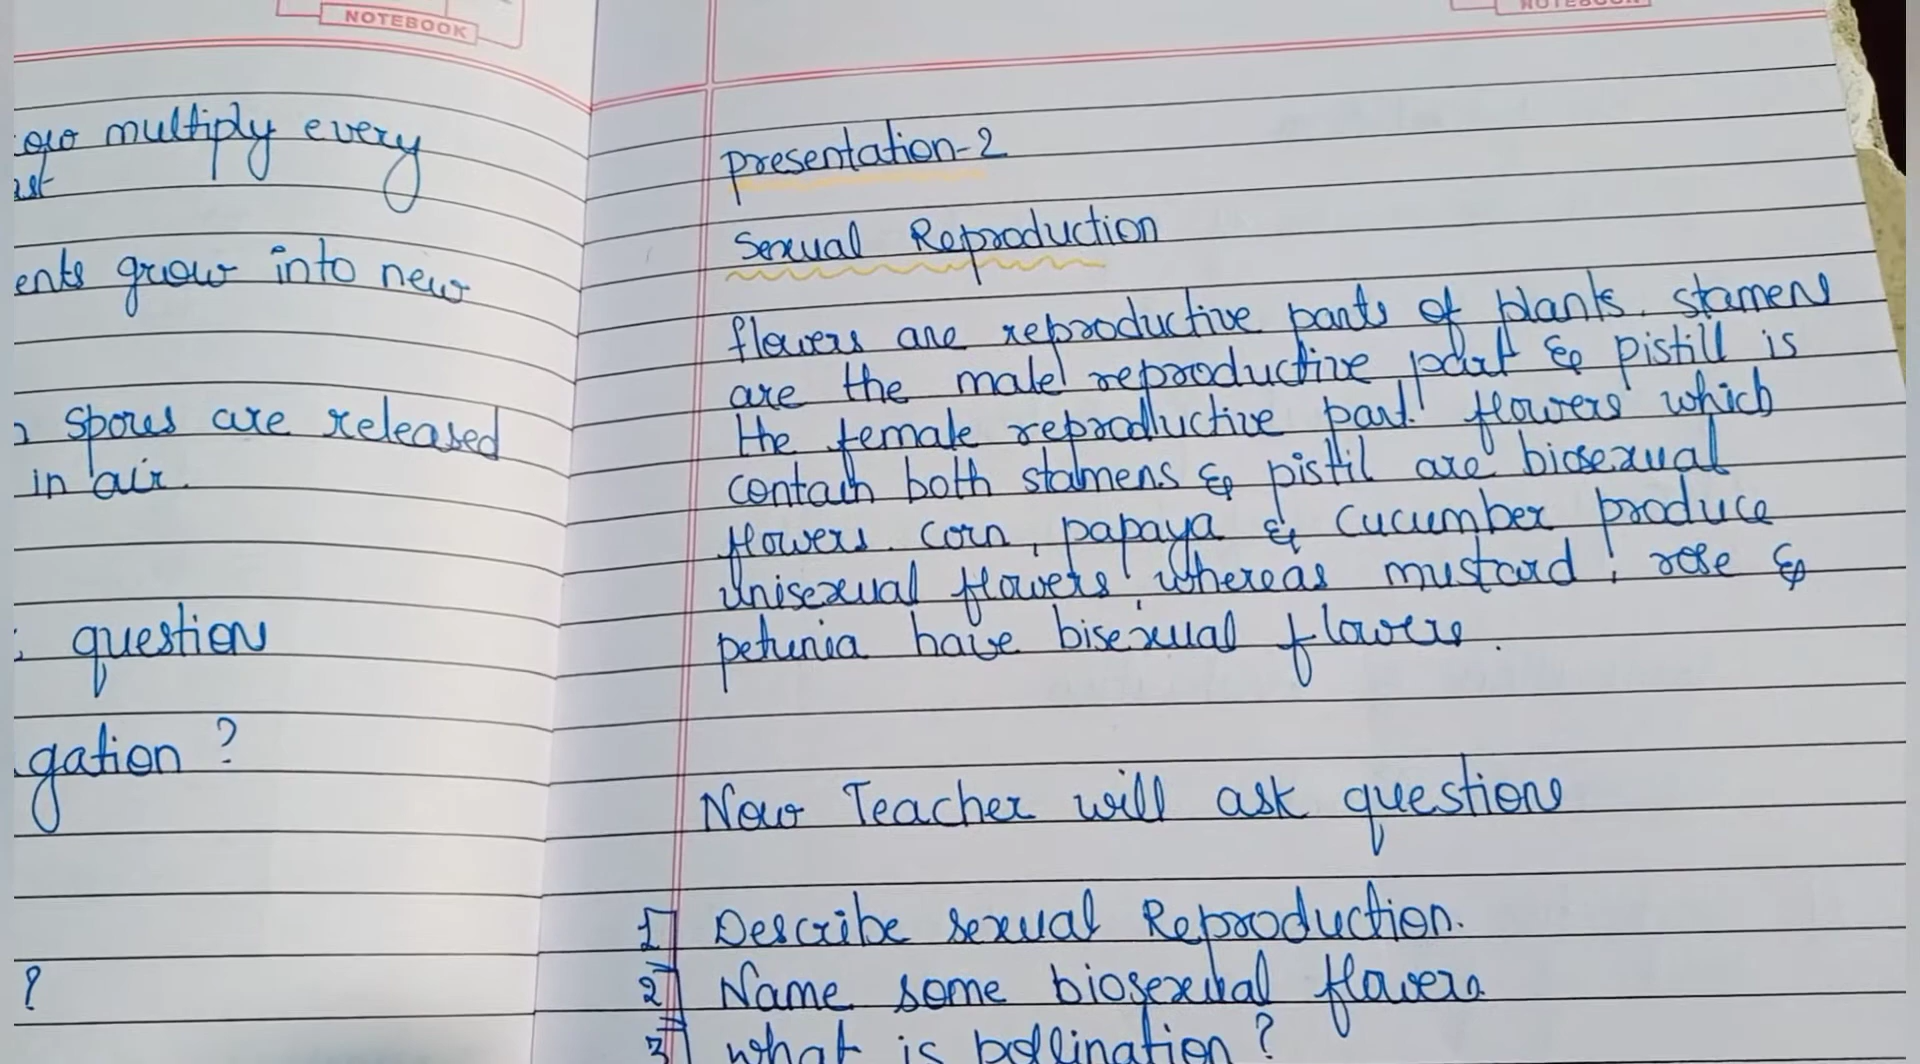 NOTEBOOK
multiply every
ents grow into new
spores are released
in air.
question
gation ?
?
NOTEBOOK
presentation-2
Sexual Reproduction
flowers are reproductive parts of plants. stamens
are the male reproductive part & pistill is
the female reproductive part. flowers which
contain both stamens & pistil are biosexual
flowers. corn, papaya & cucumber produce
Unisexual flowers, whereas mustard, rose &
petunia have bisexual flowers.
Now Teacher will ask questions
1] Describe sexual Reproduction.
2] Name some biosexual flowers.
3] what is pollination ?